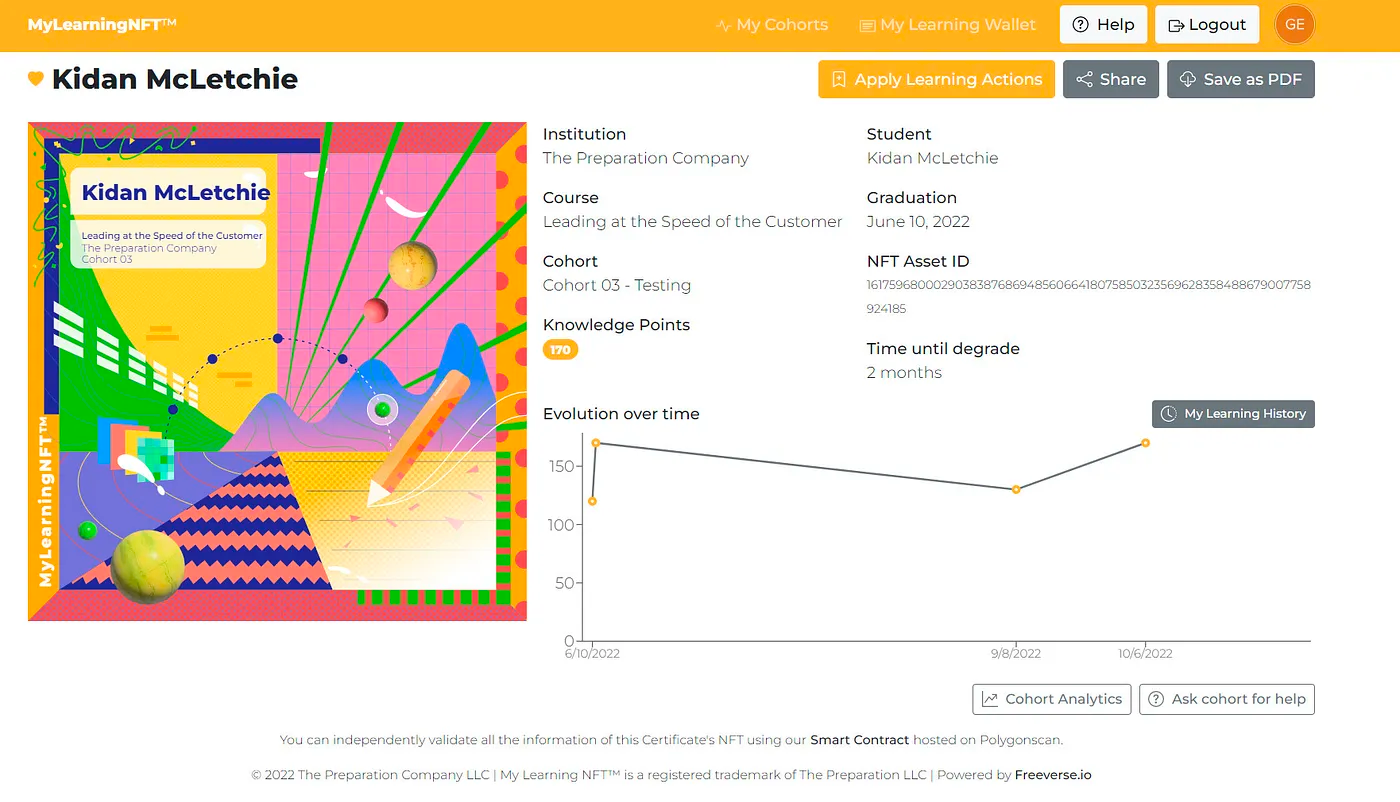 MyLearningNFT™
My Cohorts
My Learning Wallet
Help
Logout
GE
Kidan McLetchie
Apply Learning Actions
Share
Save as PDF
Kidan McLetchie
Leading at the Speed of the Customer
The Preparation Company
Cohort 03
MyLearningNFT™
Institution
The Preparation Company
Student
Kidan McLetchie
Course
Leading at the Speed of the Customer
Graduation
June 10, 2022
Cohort
Cohort 03 - Testing
NFT Asset ID
161759680002903838768694856066418075850323569628358488679007758
924185
Knowledge Points
170
Time until degrade
2 months
Evolution over time
My Learning History
150
100
50
0
6/10/2022
9/8/2022
10/6/2022
Cohort Analytics
Ask cohort for help
You can independently validate all the information of this Certificate's NFT using our Smart Contract hosted on Polygonscan.
© 2022 The Preparation Company LLC | My Learning NFT™ is a registered trademark of The Preparation LLC | Powered by Freeverse.io